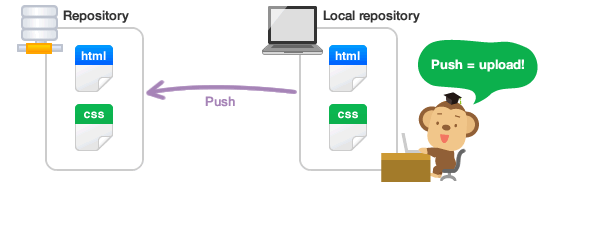 Repository
Local repository
html
css
html
css
Push
Push = upload!